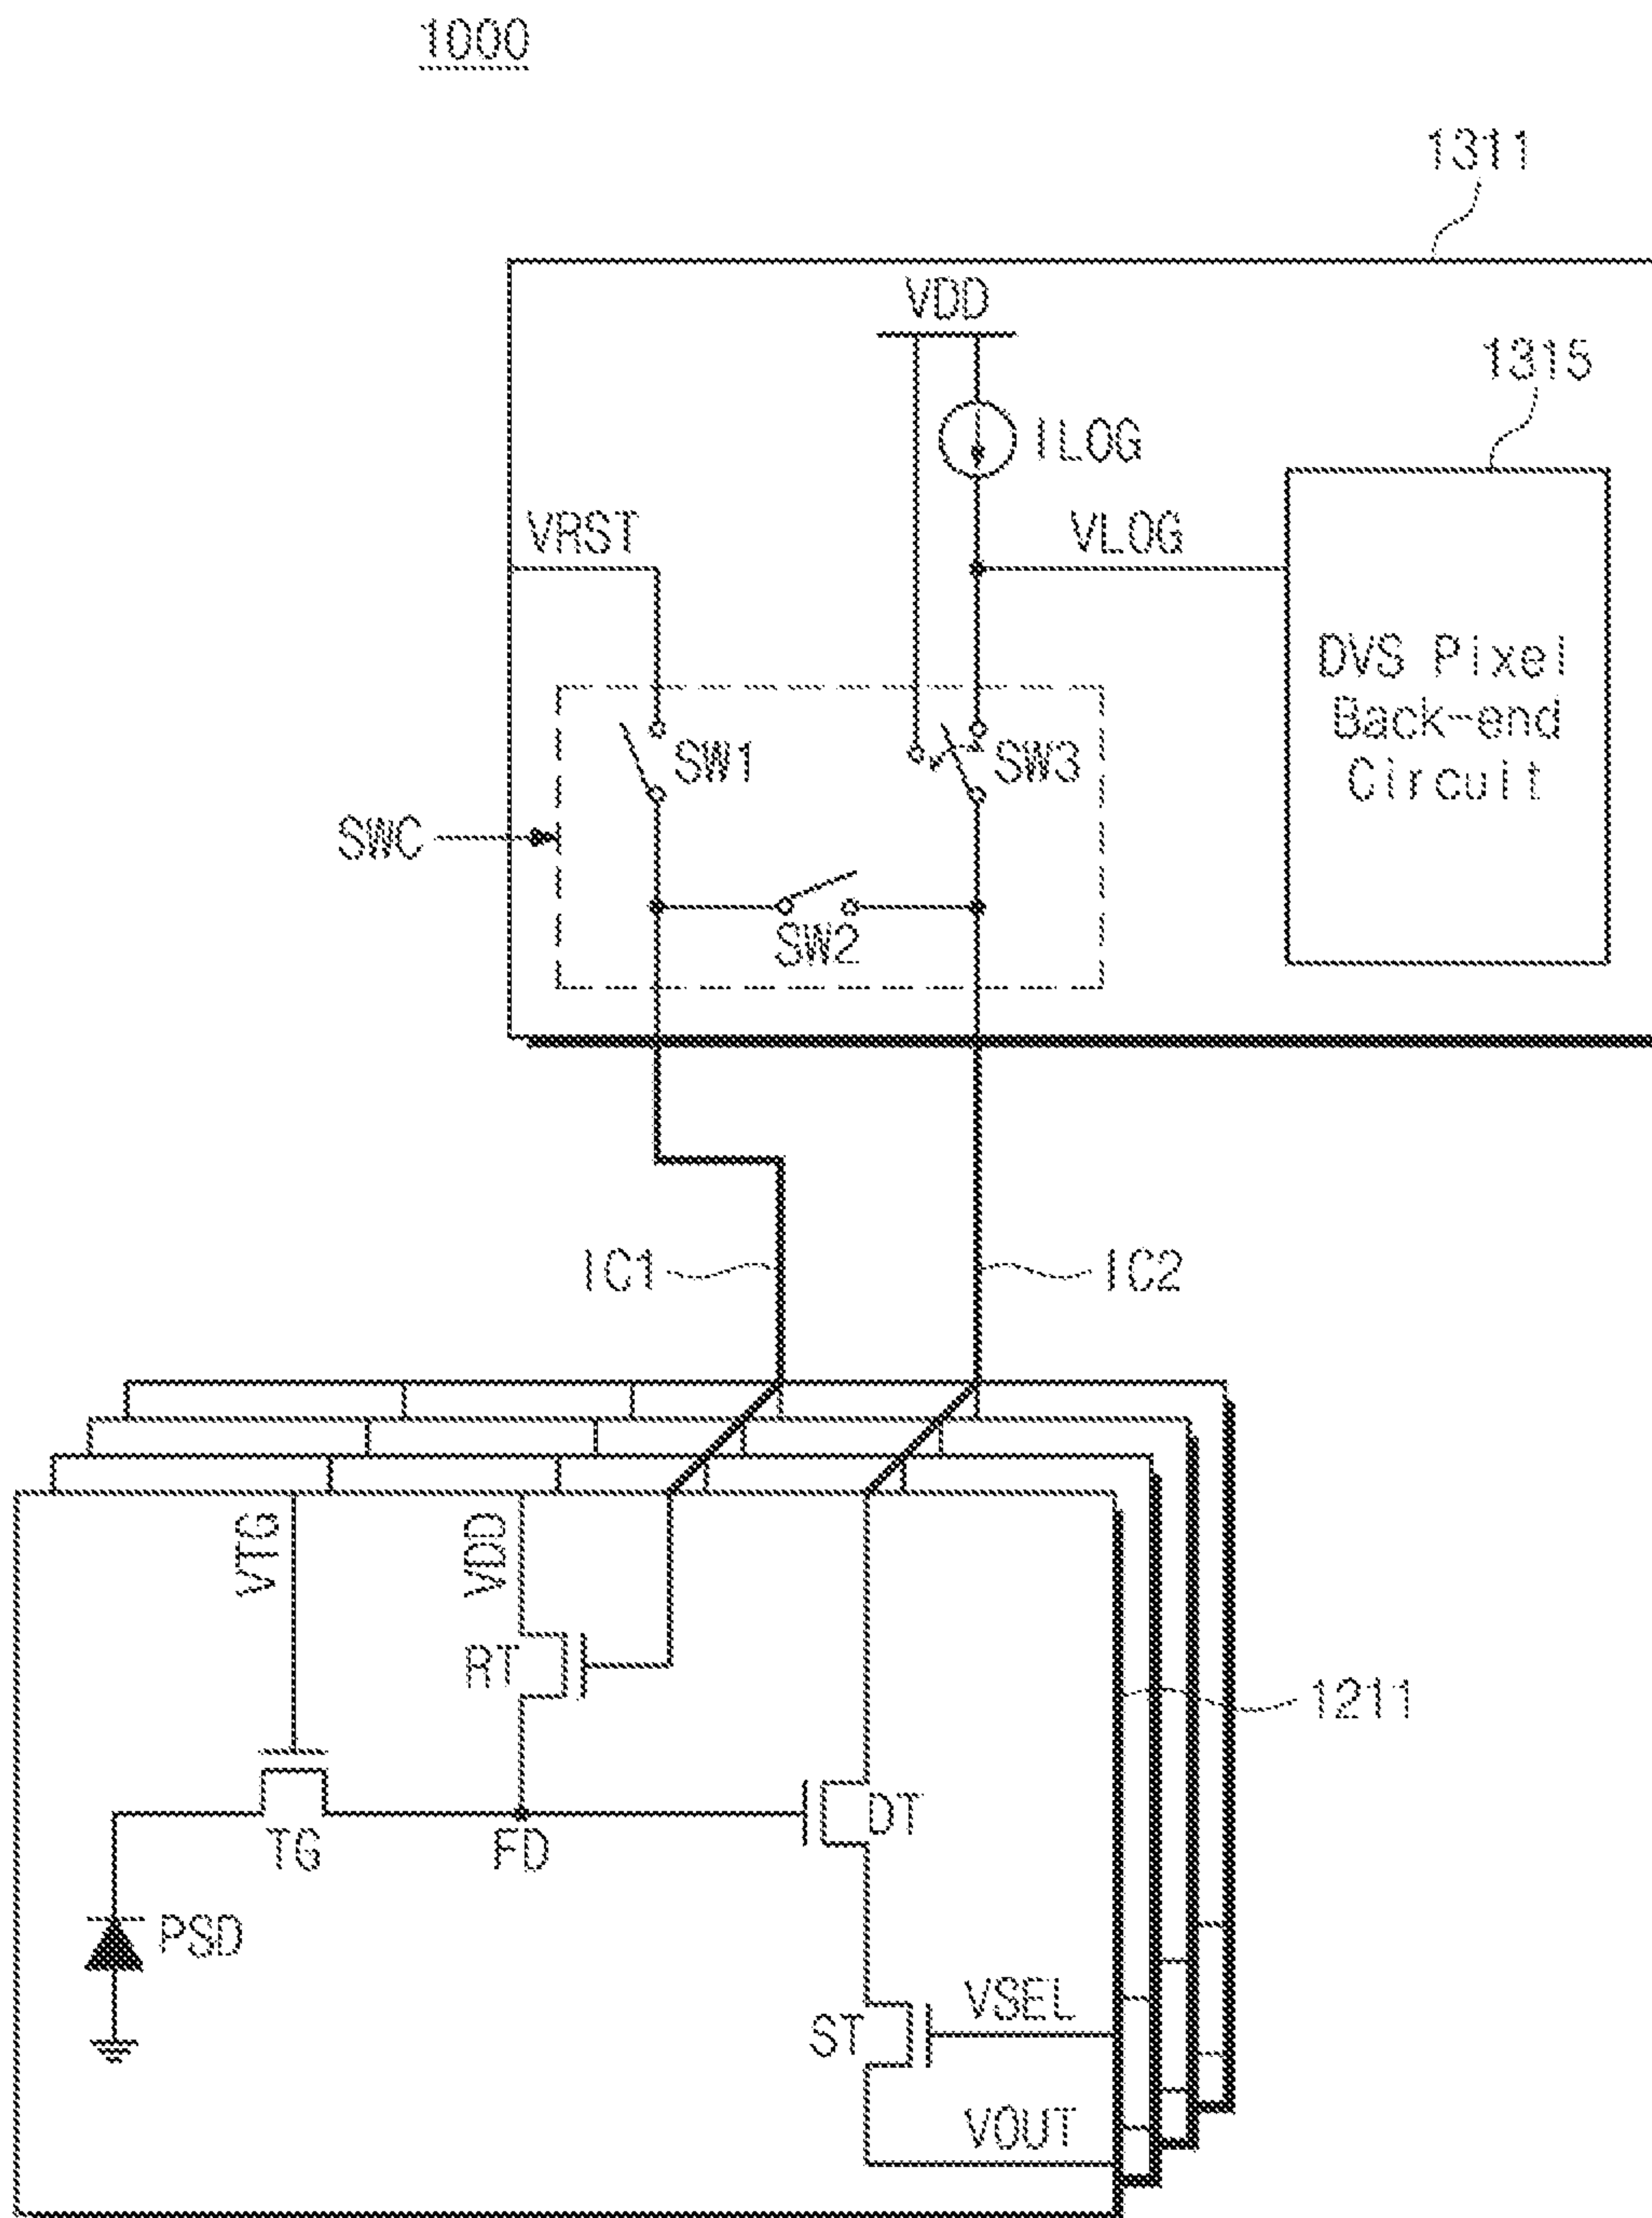 1000
1311
VDD
1315
ILOG
VRST
VLOG
DVS Pixel
Back-end
Circuit
SW1
SW3
SWC
SW2
IC1
IC2
VTG
VDD
RT
1211
TG
FD
DT
PSD
VSEL
ST
VOUT